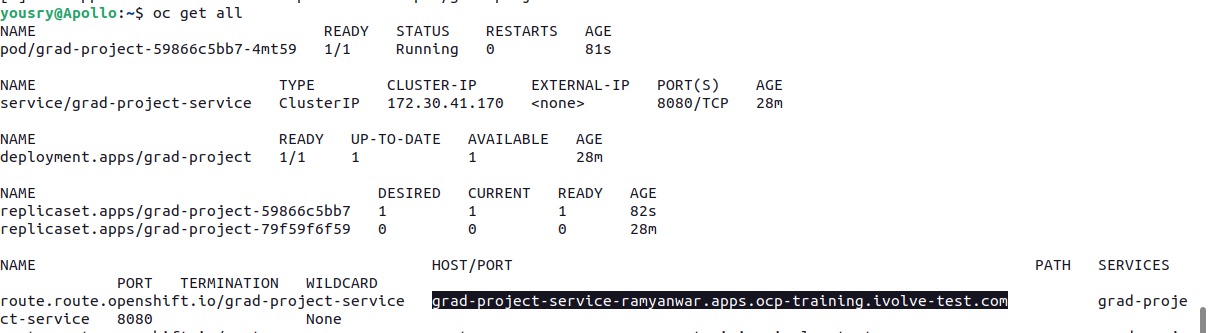 yousry@Apollo:~$ oc get all
NAME                                READY   STATUS    RESTARTS   AGE
pod/grad-project-59866c5bb7-4mt59   1/1     Running   0          81s
NAME                           TYPE        CLUSTER-IP      EXTERNAL-IP   PORT(S)    AGE
service/grad-project-service   ClusterIP   172.30.41.170   <none>        8080/TCP   28m
NAME                           READY   UP-TO-DATE   AVAILABLE   AGE
deployment.apps/grad-project   1/1     1            1           28m
NAME                                      DESIRED   CURRENT   READY   AGE
replicaset.apps/grad-project-59866c5bb7   1         1         1       82s
replicaset.apps/grad-project-79f59f6f59   0         0         0       28m
NAME                                            HOST/PORT                                                          PATH   SERVICES
             PORT   TERMINATION   WILDCARD
route.route.openshift.io/grad-project-service   grad-project-service-ramyanwar.apps.ocp-training.ivolve-test.com          grad-proje
ct-service   8080                 None